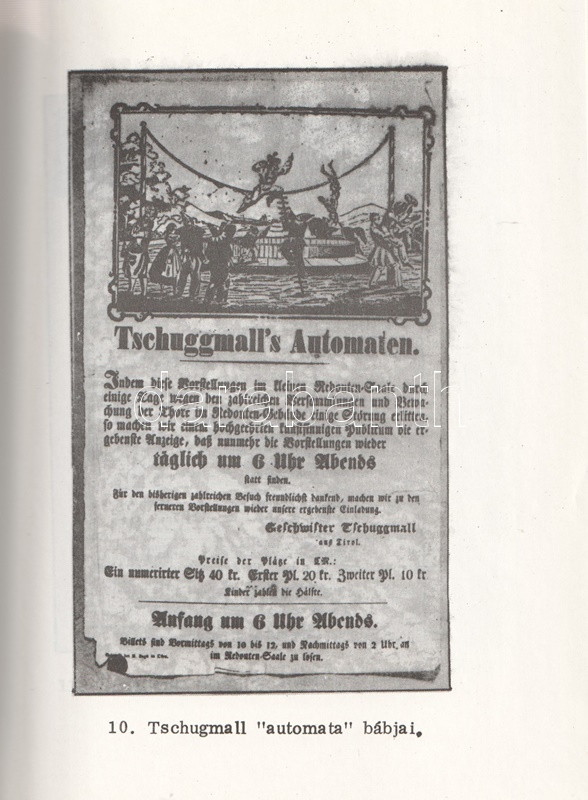 Tschuggmall's Automaten.
Indem diese Vorstellungen im kleinen Redouten-Saale durch
einige Tage wegen den zahlreichen Versammlungen und Bewa-
chung der Thore im Redouten-Gebäude einige Störung erlitten,
so machen wir einem hochgeehrten kunstsinnigen Publikum die er-
gebenste Anzeige, daß nunmehr die Vorstellungen wieder
täglich um 6 Uhr Abends
statt finden.
Für den bisherigen zahlreichen Besuch freundlichst dankend, machen wir zu den
ferneren Vorstellungen wieder unsere ergebenste Einladung.
Geschwister Tschuggmall
aus Tirol.
Preise der Plätze in CM.:
Ein numerirter Sitz 40 kr. Erster Pl. 20 kr. Zweiter Pl. 10 kr
Kinder zahlen die Hälfte.
Anfang um 6 Uhr Abends.
Billets sind Vormittags von 10 bis 12, und Nachmittags von 2 Uhr, an
im Redouten-Saale zu lösen.
10. Tschugmall "automata" bábjai.